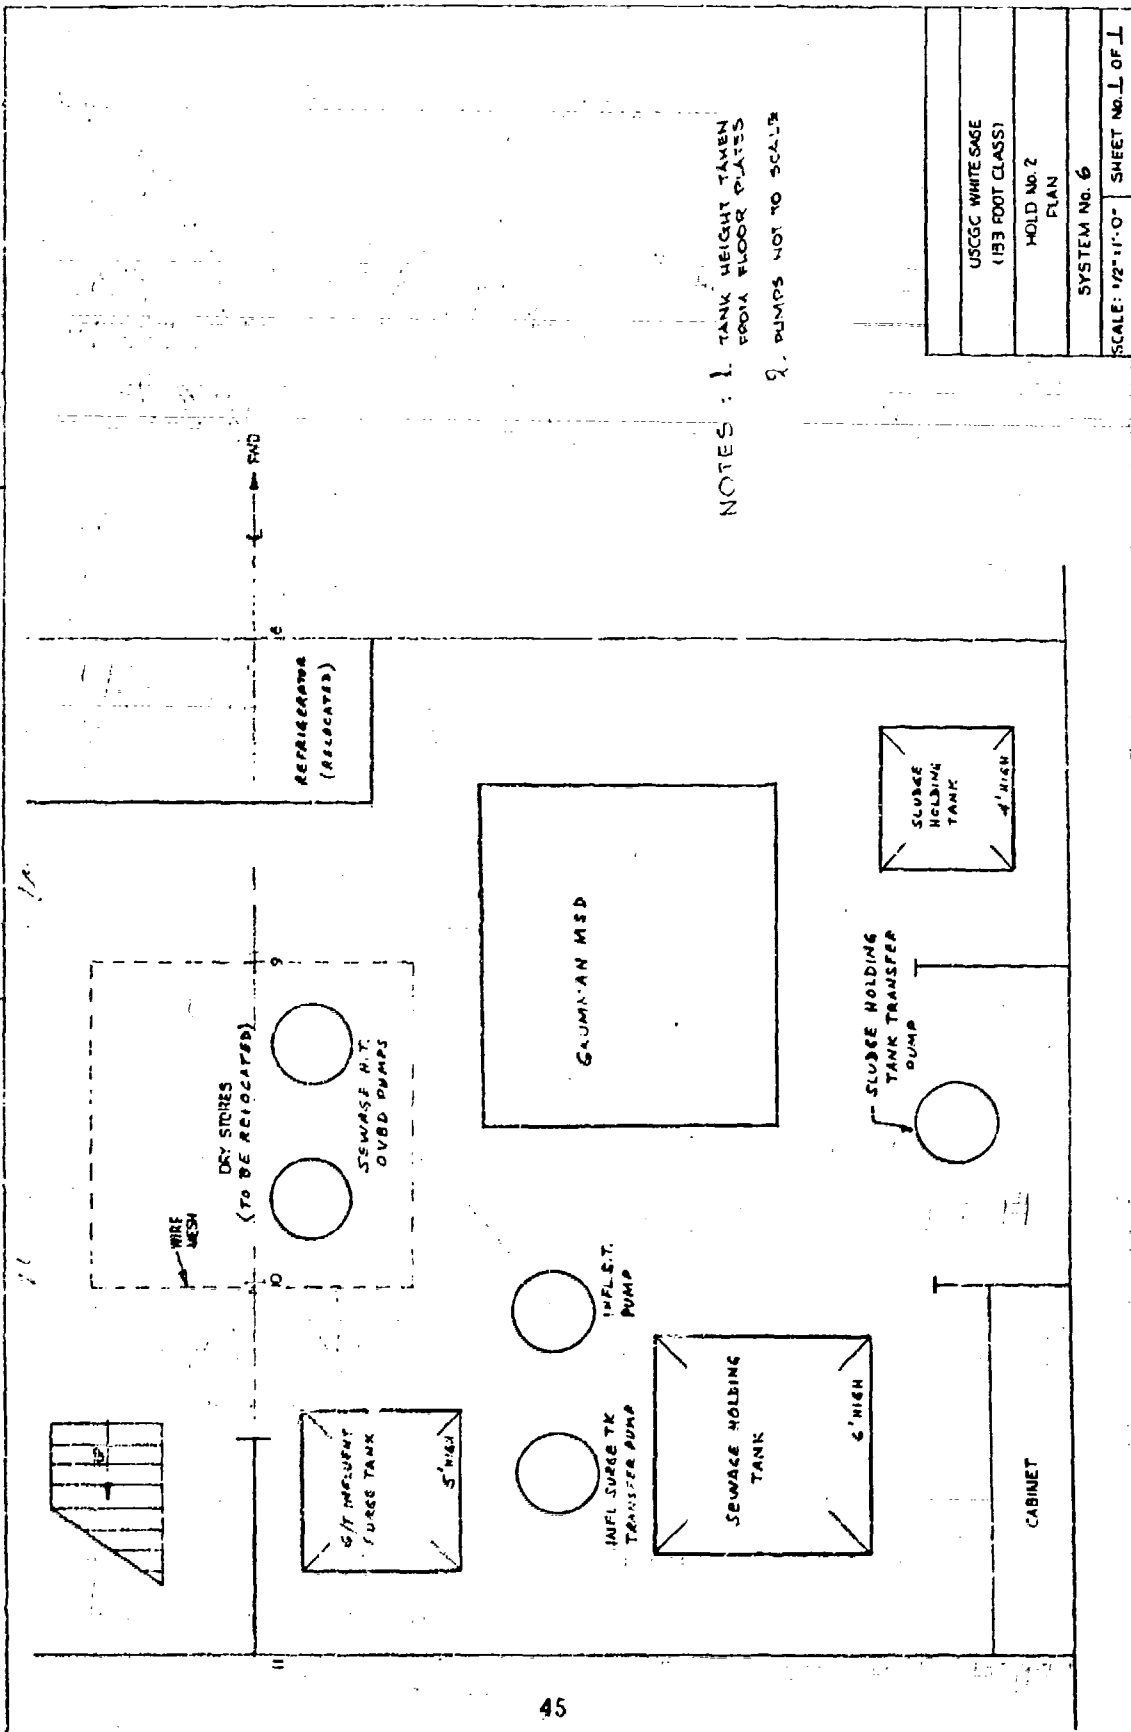 UP
WIRE
MESH
DRY STORES
(TO BE RELOCATED)
10
9
8
FWD
SEWAGE H.T.
OVBD PUMPS
REFRIGERATOR
(RELOCATED)
11
G/T INFLUENT
SURGE TANK
5' HIGH
INFL SURGE TK
TRANSFER PUMP
INFL S.T.
PUMP
GRUMMAN MSD
SEWAGE HOLDING
TANK
6' HIGH
SLUDGE HOLDING
TANK TRANSFER
PUMP
SLUDGE
HOLDING
TANK
4' HIGH
CABINET
NOTES : 1. TANK HEIGHT TAKEN
FROM FLOOR PLATES
2. PUMPS NOT TO SCALE
USCGC WHITE SAGE
(133 FOOT CLASS)
HOLD No. 2
PLAN
SYSTEM No. 6
SCALE: 1/2"=1'-0" SHEET No. 1 OF 1
45